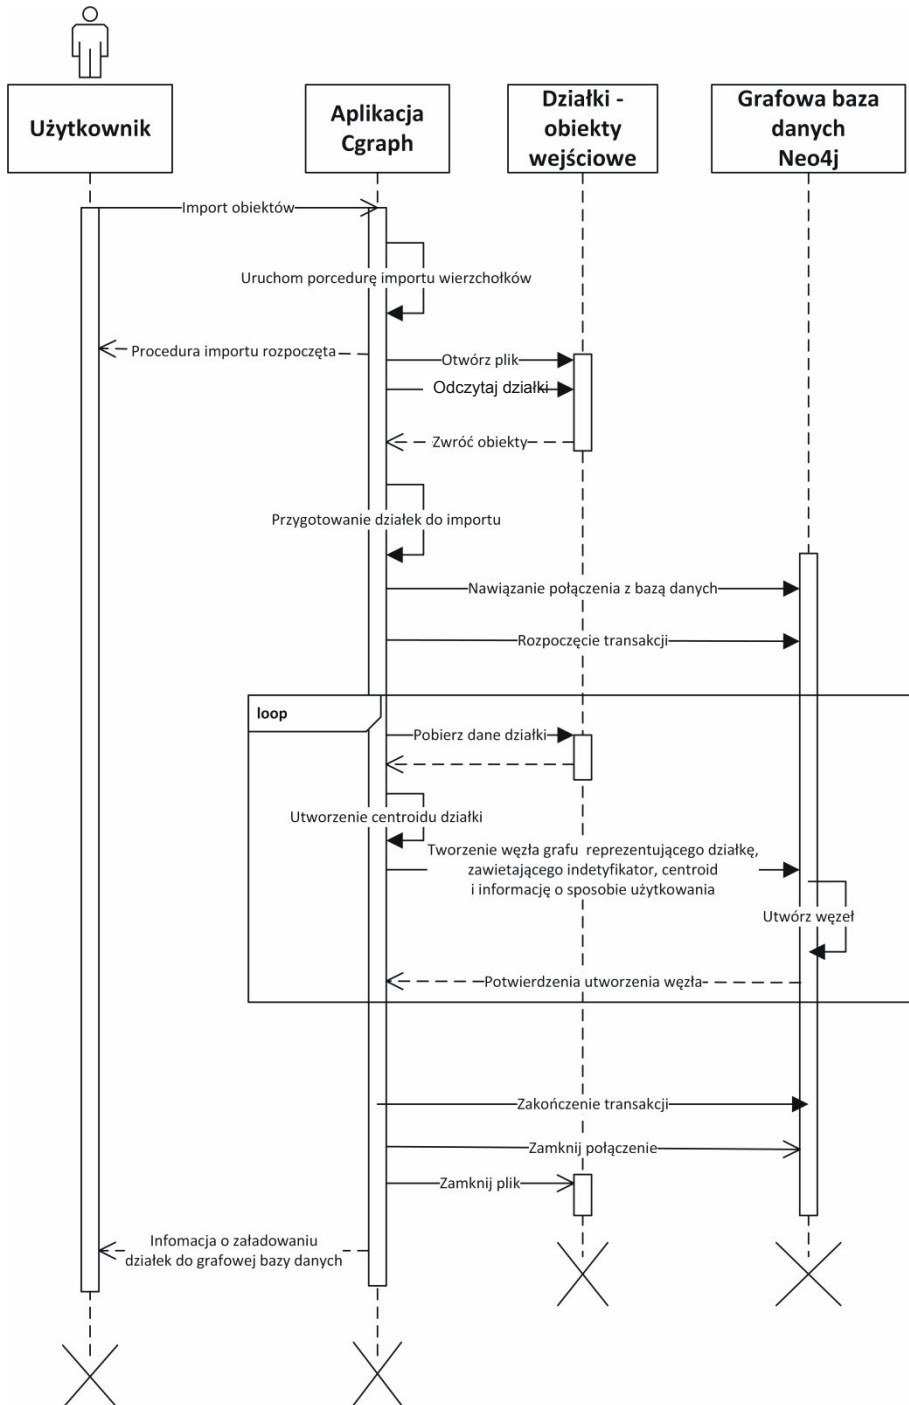 Użytkownik
Aplikacja
Cgraph
Działki -
obiekty
wejściowe
Grafowa baza
danych
Neo4j
Import obiektów
Uruchom porcedurę importu wierzchołków
Procedura importu rozpoczęta
Otwórz plik
Odczytaj działki
Zwróć obiekty
Przygotowanie działek do importu
Nawiązanie połączenia z bazą danych
Rozpoczęcie transakcji
loop
Pobierz dane działki
Utworzenie centroidu działki
Tworzenie węzła grafu reprezentującego działkę,
zawietającego indetyfikator, centroid
i informację o sposobie użytkowania
Utwórz węzeł
Potwierdzenia utworzenia węzła
Zakończenie transakcji
Zamknij połączenie
Zamknij plik
Infomacja o załadowaniu
działek do grafowej bazy danych